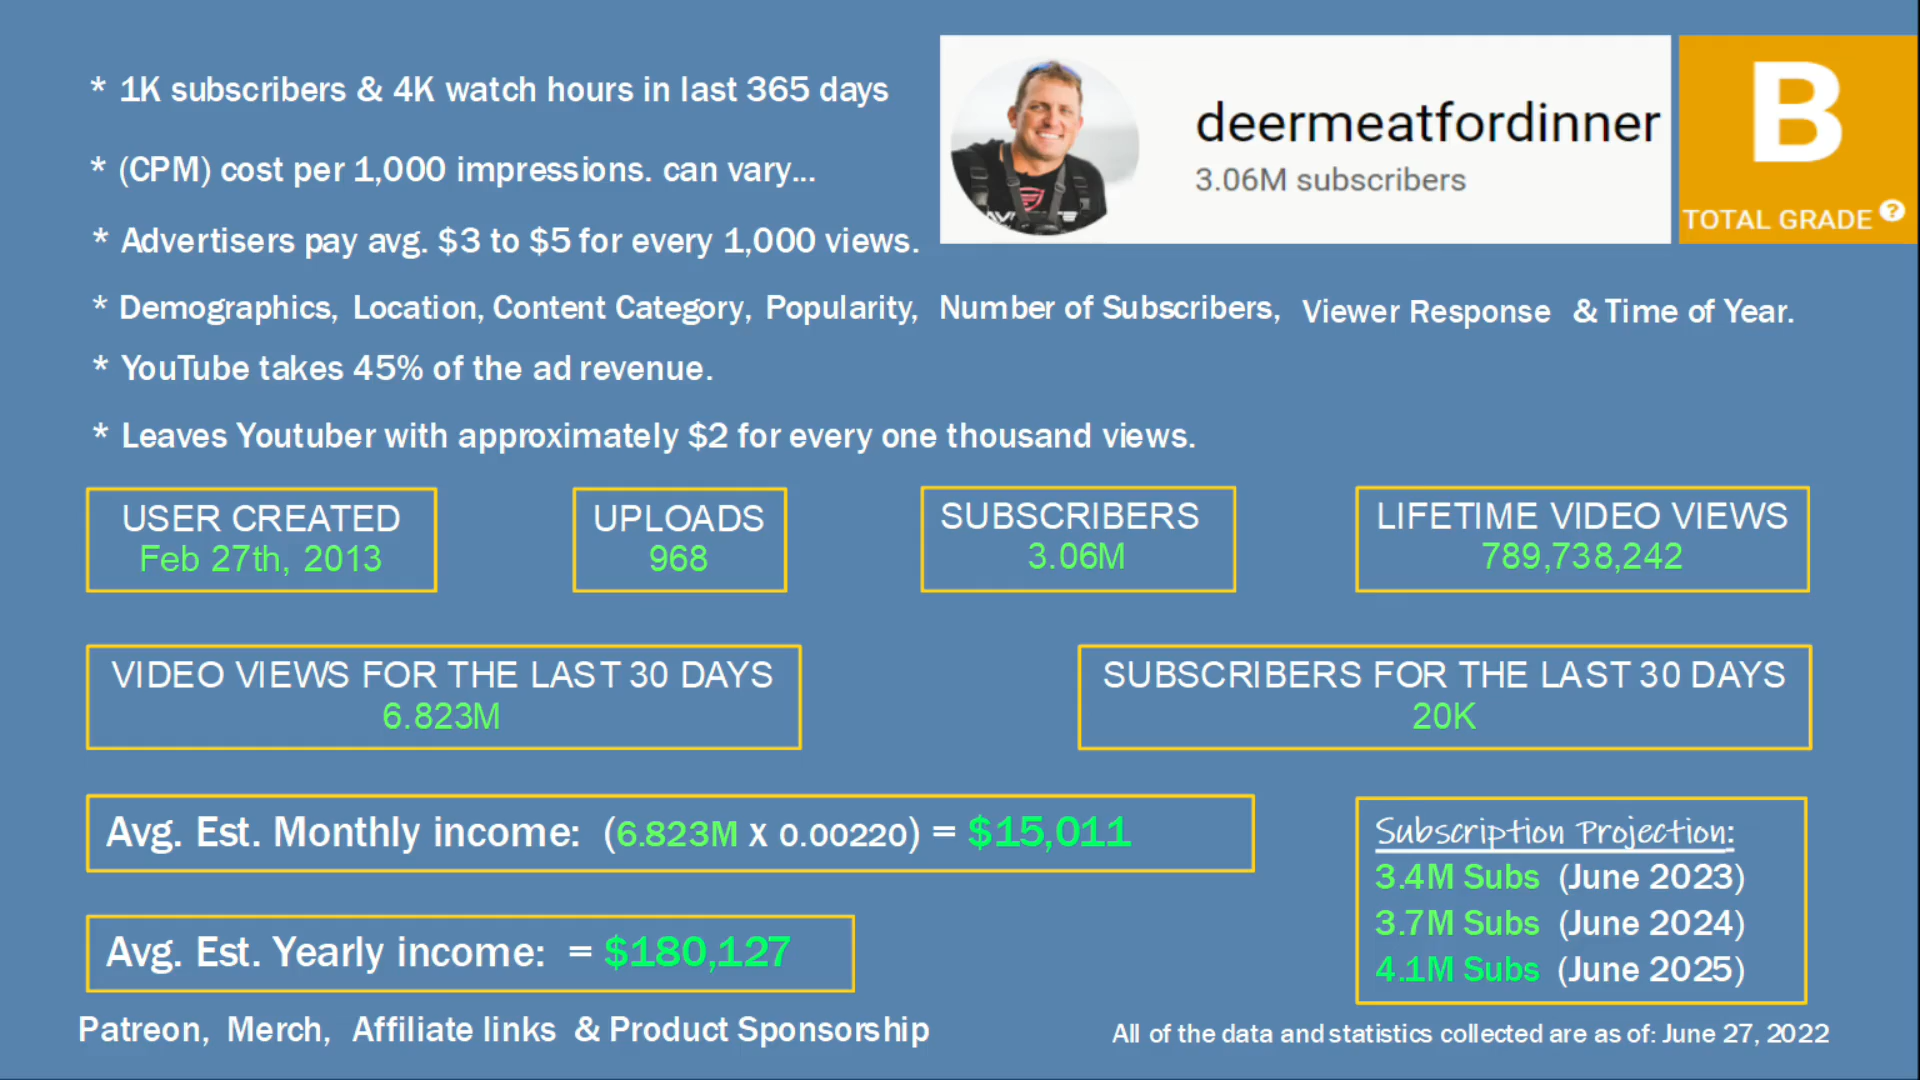 * 1K subscribers & 4K watch hours in last 365 days
* (CPM) cost per 1,000 impressions. can vary...
* Advertisers pay avg. $3 to $5 for every 1,000 views.
deermeatfordinner
3.06M subscribers
B
TOTAL GRADE ?
* Demographics, Location, Content Category, Popularity, Number of Subscribers, Viewer Response & Time of Year.
* YouTube takes 45% of the ad revenue.
* Leaves Youtuber with approximately $2 for every one thousand views.
USER CREATED
Feb 27th, 2013
UPLOADS
968
SUBSCRIBERS
3.06M
LIFETIME VIDEO VIEWS
789,738,242
VIDEO VIEWS FOR THE LAST 30 DAYS
6.823M
SUBSCRIBERS FOR THE LAST 30 DAYS
20K
Avg. Est. Monthly income: (6.823M X 0.00220) = $15,011
Avg. Est. Yearly income: = $180,127
Subscription Projection:
3.4M Subs (June 2023)
3.7M Subs (June 2024)
4.1M Subs (June 2025)
Patreon, Merch, Affiliate links & Product Sponsorship
All of the data and statistics collected are as of: June 27, 2022